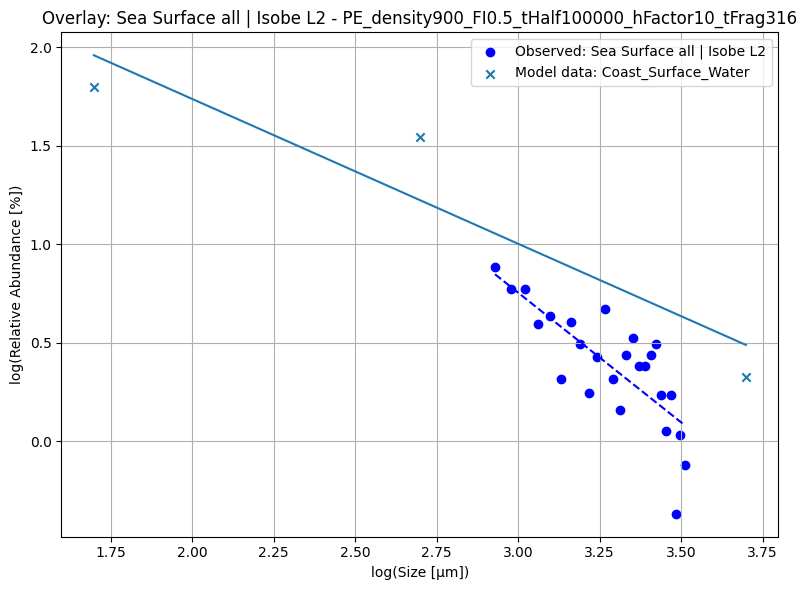 Overlay: Sea Surface all | Isobe L2 - PE_density900_FI0.5_tHalf100000_hFactor10_tFrag316
Observed: Sea Surface all | Isobe L2
Model data: Coast_Surface_Water
log(Relative Abundance [%])
2.0
1.5
1.0
0.5
0.0
1.75 2.00 2.25 2.50 2.75 3.00 3.25 3.50 3.75
log(Size [µm])